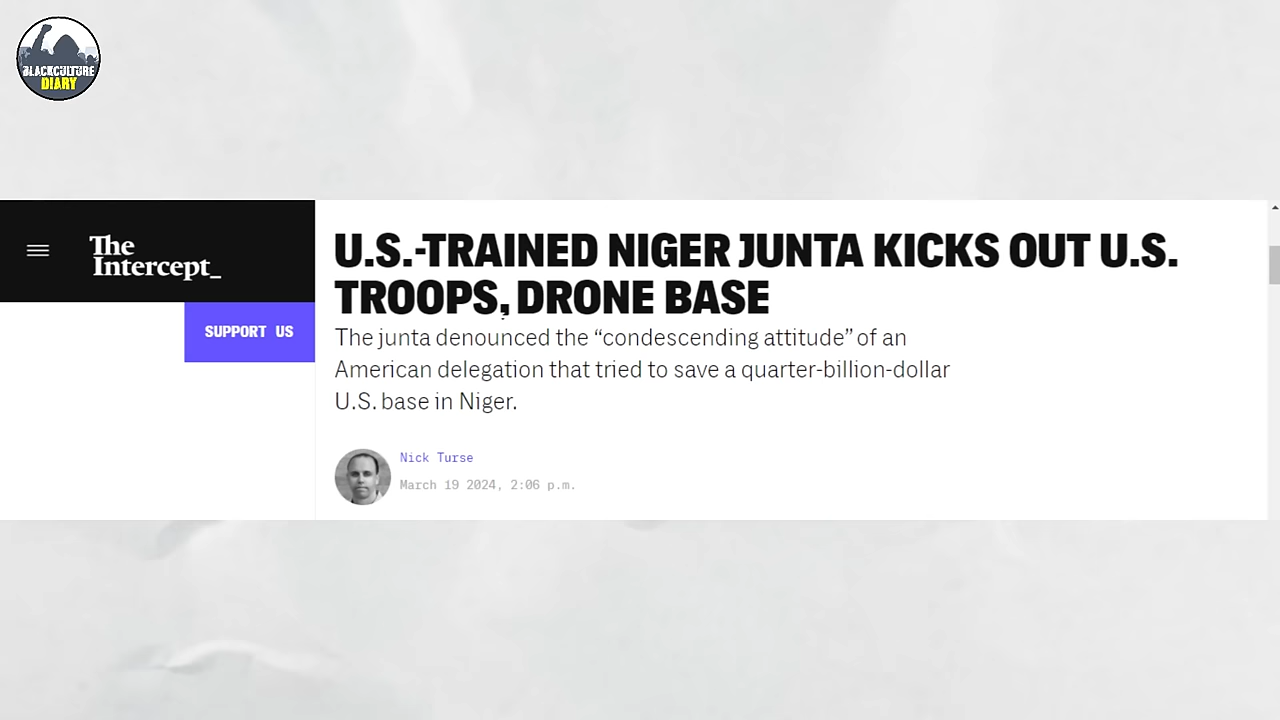 BLACKCULTURE
DIARY
The
Intercept_
SUPPORT US
U.S.-TRAINED NIGER JUNTA KICKS OUT U.S.
TROOPS, DRONE BASE
The junta denounced the “condescending attitude” of an
American delegation that tried to save a quarter-billion-dollar
U.S. base in Niger.
Nick Turse
March 19 2024, 2:06 p.m.